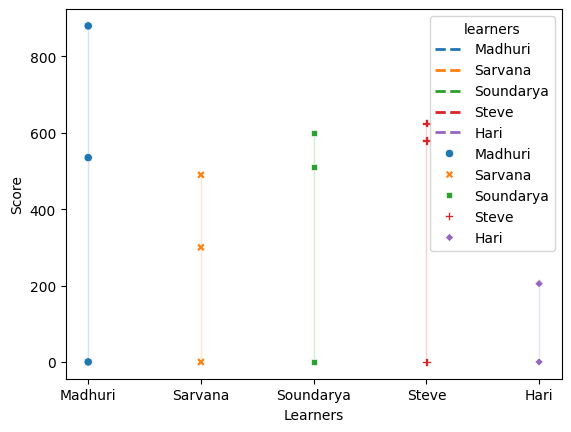 learners
Madhuri
Sarvana
Soundarya
Steve
Hari
Madhuri
Sarvana
Soundarya
Steve
Hari
800
600
400
200
0
Score
Madhuri Sarvana Soundarya Steve Hari
Learners